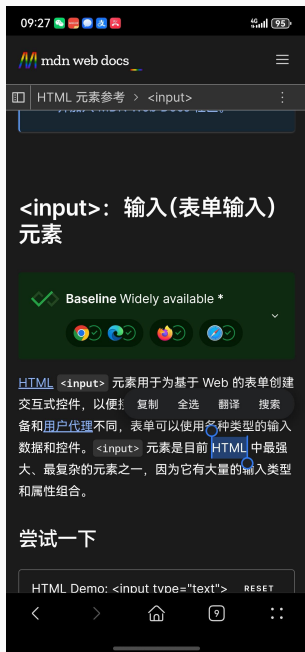 09:27 4G 95
mdn web docs _
HTML 元素参考 > <input>
<input>：输入（表单输入）
元素
Baseline Widely available *
HTML <input> 元素用于为基于 Web 的表单创建
交互式控件，以便
复制 全选 翻译 搜索
备和用户代理不同，表单可以使用各种类型的输入
数据和控件。<input> 元素是目前 HTML 中最强
大、最复杂的元素之一，因为它有大量的输入类型
和属性组合。
尝试一下
HTML Demo: <input type="text"> RESET
9